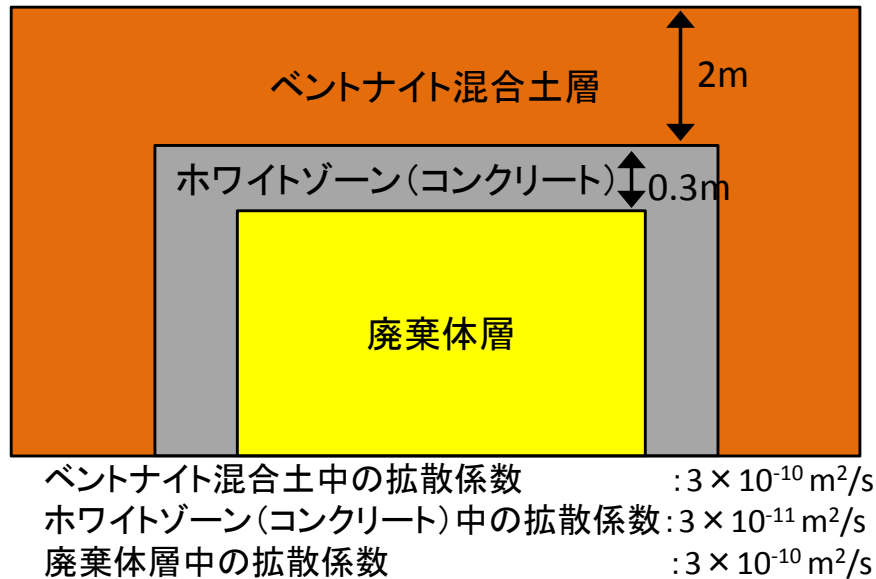 ベントナイト混合土層
2m
ホワイトゾーン（コンクリート）
0.3m
廃棄体層
ベントナイト混合土中の拡散係数 :3×10⁻¹⁰ m²/s
ホワイトゾーン（コンクリート）中の拡散係数:3×10⁻¹¹ m²/s
廃棄体層中の拡散係数 :3×10⁻¹⁰ m²/s